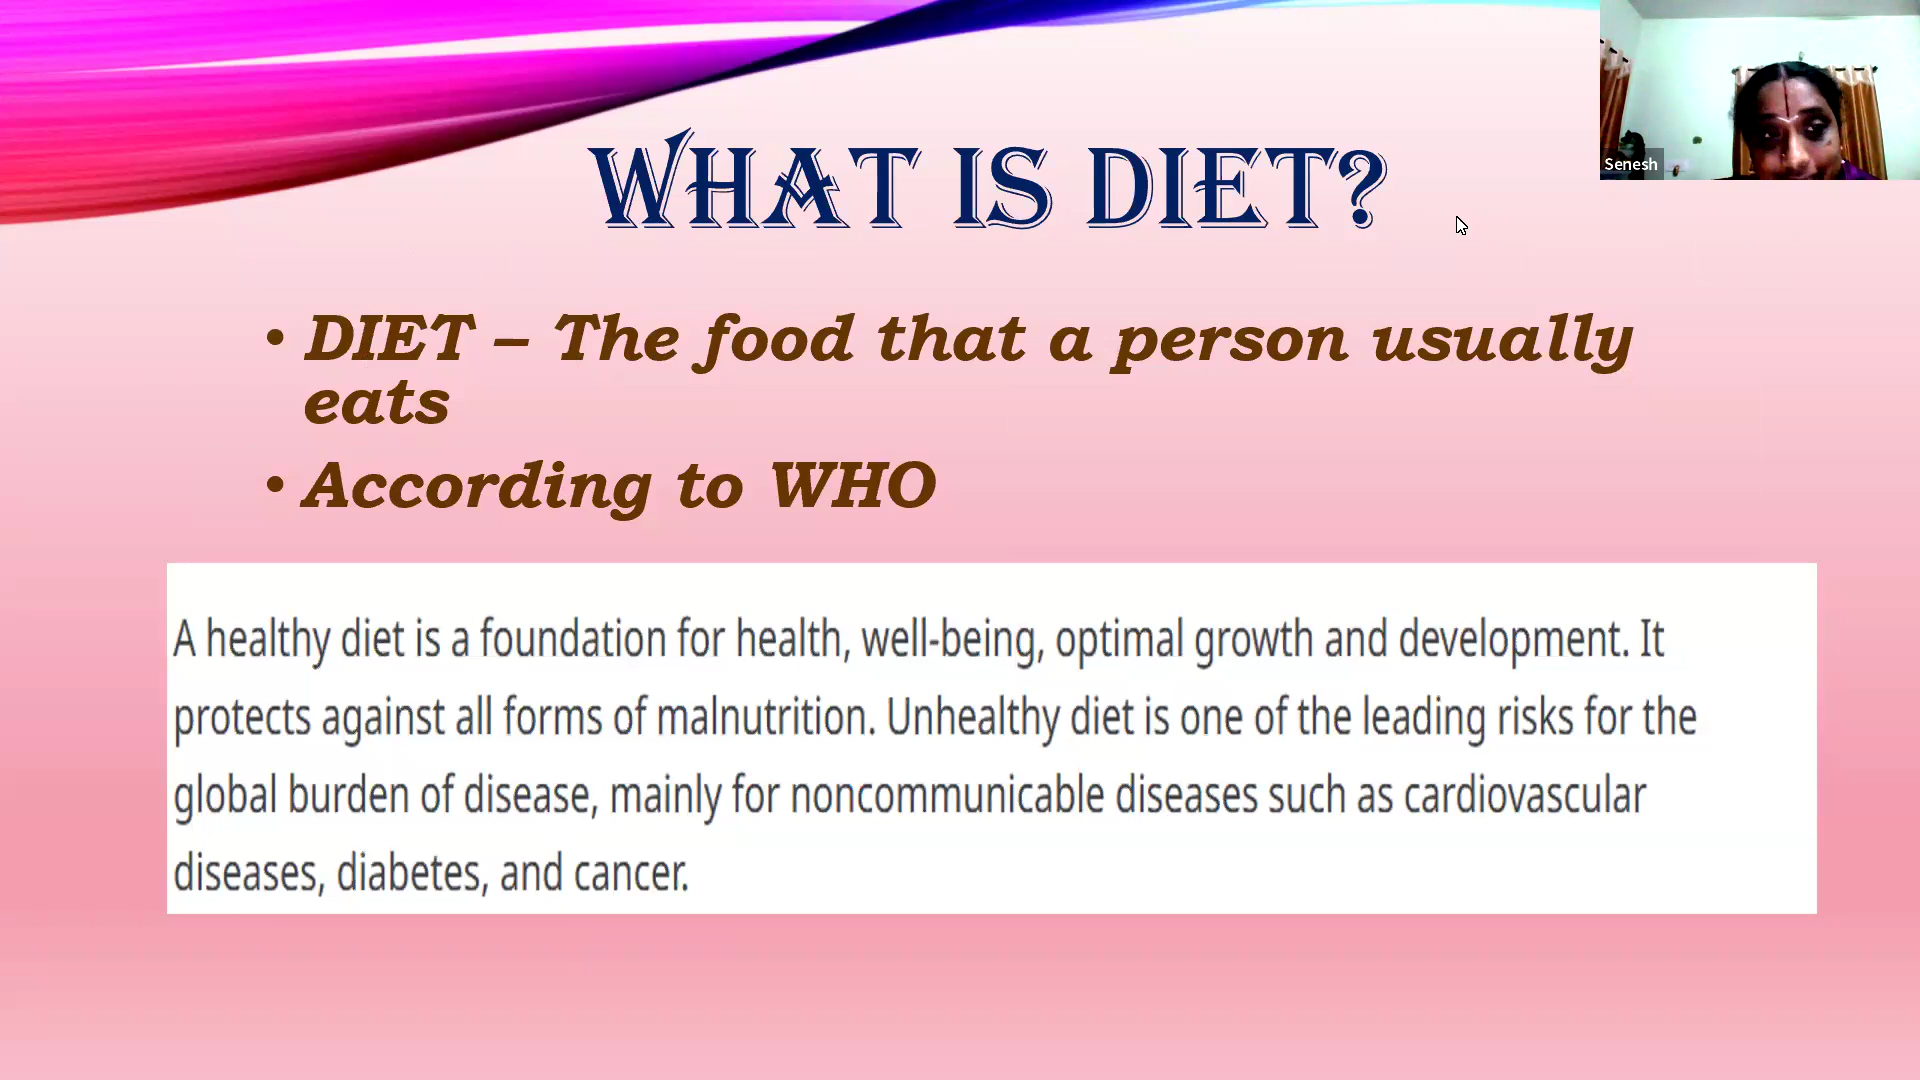 WHAT IS DIET?
Senesh
• DIET – The food that a person usually
eats
• According to WHO
A healthy diet is a foundation for health, well-being, optimal growth and development. It
protects against all forms of malnutrition. Unhealthy diet is one of the leading risks for the
global burden of disease, mainly for noncommunicable diseases such as cardiovascular
diseases, diabetes, and cancer.